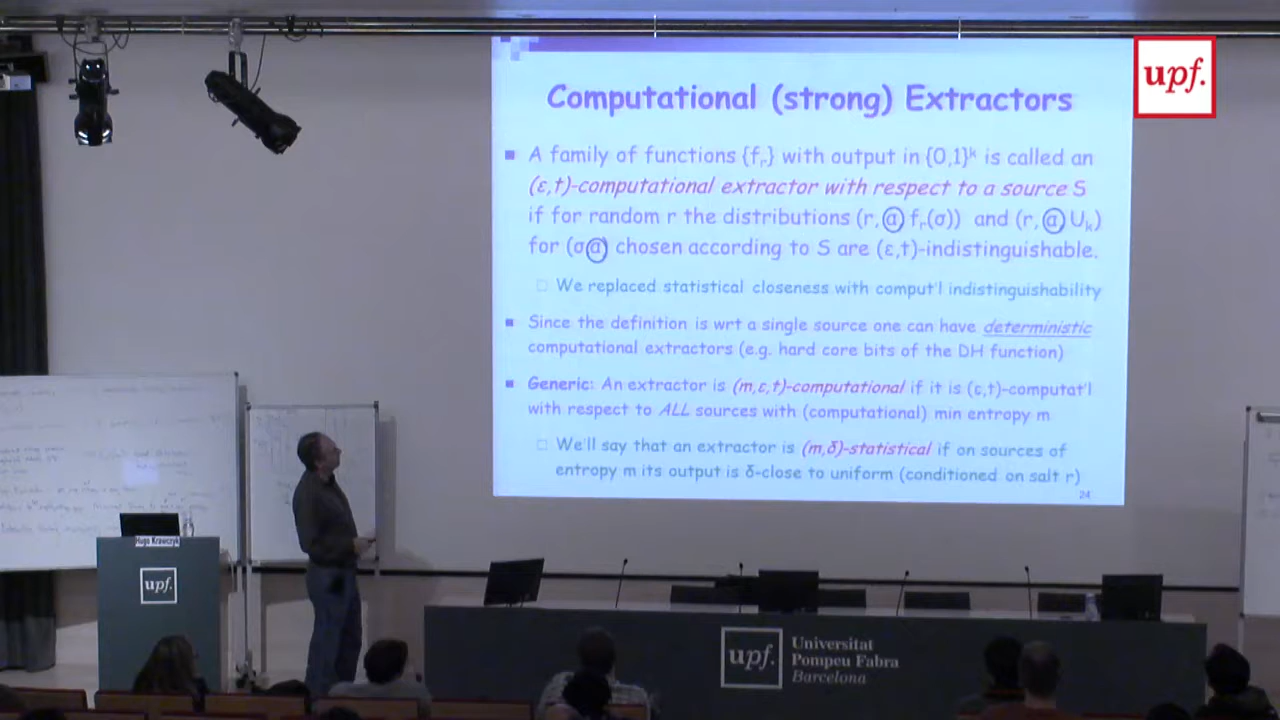 upf.
Computational (strong) Extractors
A family of functions {fᵣ} with output in {0,1}ᵏ is called an
(ε,t)-computational extractor with respect to a source S
if for random r the distributions (r, a, fᵣ(σ)) and (r, a, Uₖ)
for (σ,a) chosen according to S are (ε,t)-indistinguishable.
We replaced statistical closeness with comput'l indistinguishability
Since the definition is wrt a single source one can have deterministic
computational extractors (e.g. hard core bits of the DH function)
Generic: An extractor is (m,ε,t)-computational if it is (ε,t)-computat'l
with respect to ALL sources with (computational) min entropy m
We'll say that an extractor is (m,δ)-statistical if on sources of
entropy m its output is δ-close to uniform (conditioned on salt r)
24
Hugo Krawczyk
upf.
upf.
Universitat
Pompeu Fabra
Barcelona